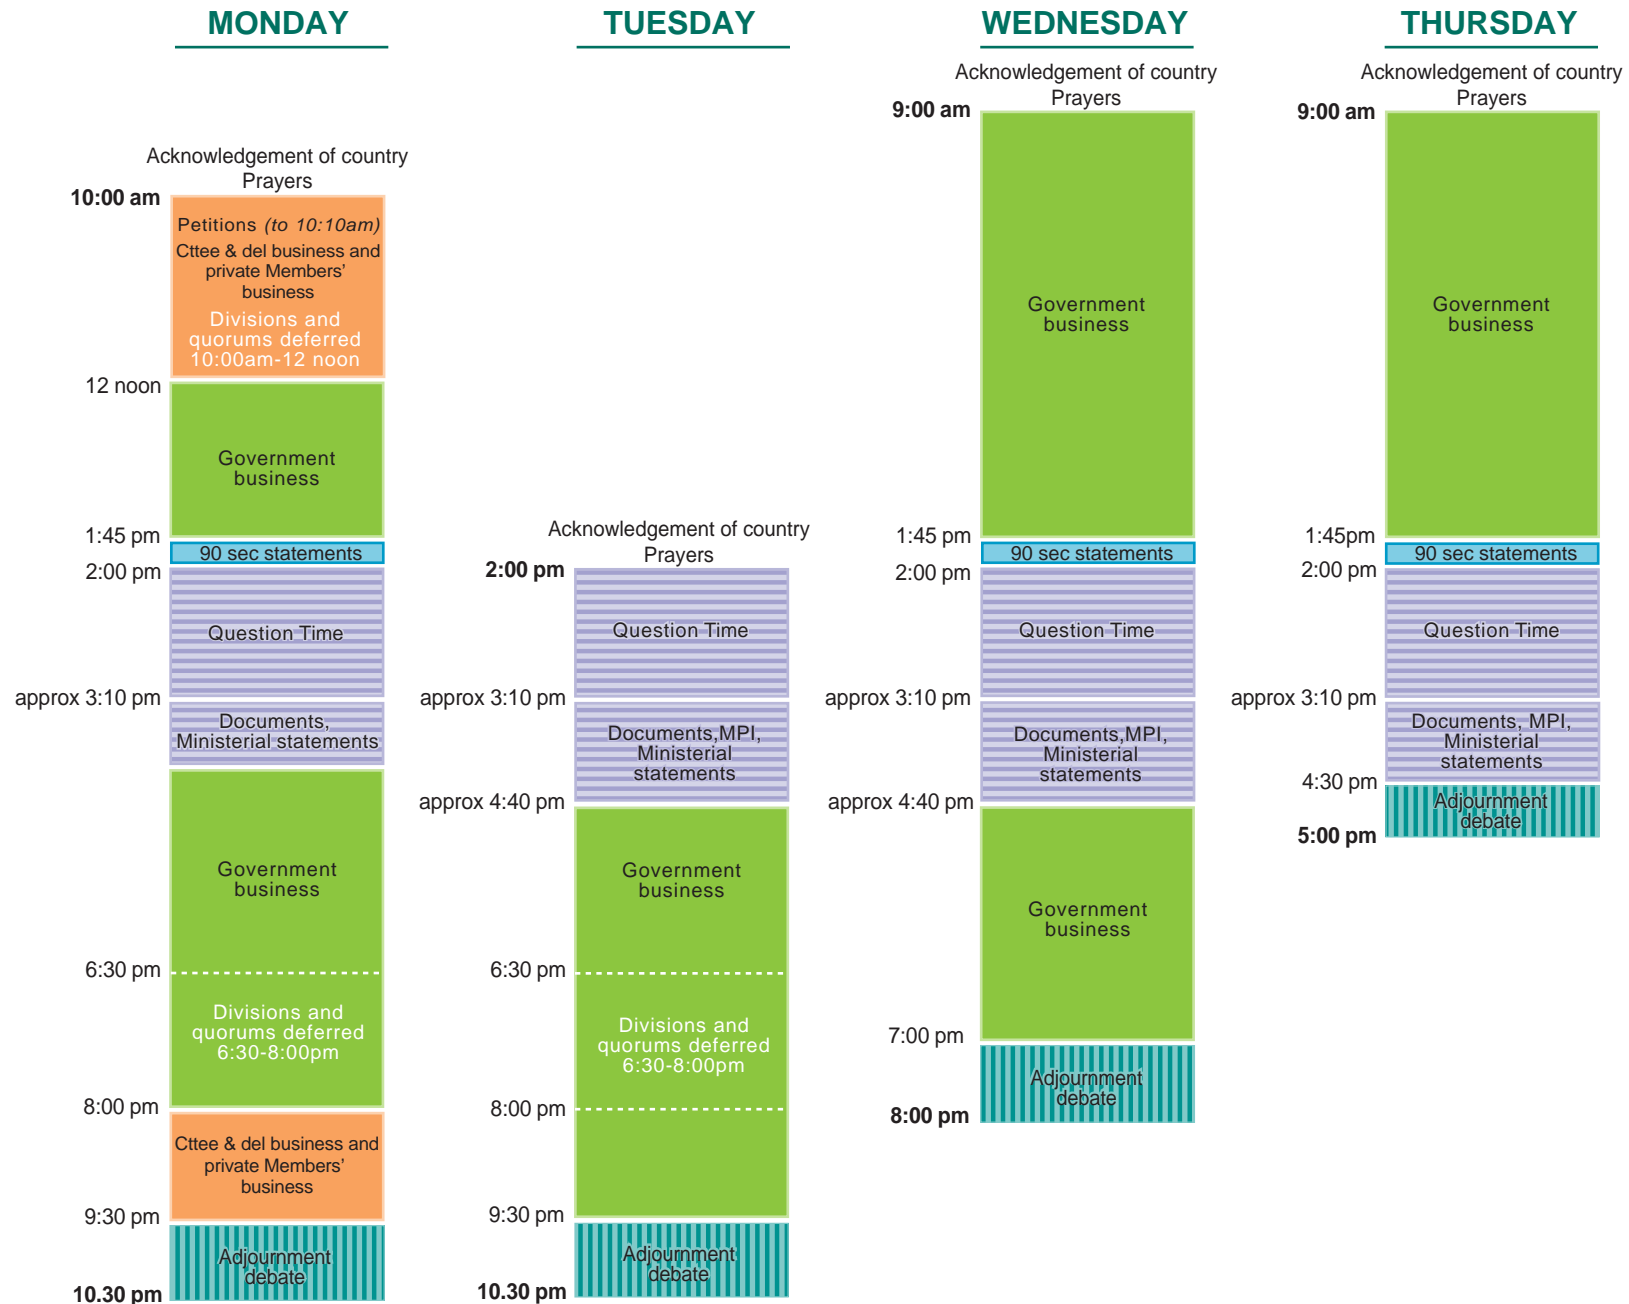 MONDAY
Acknowledgement of country
Prayers
10:00 am
Petitions (to 10:10am)
Cttee & del business and
private Members’
business
Divisions and
quorums deferred
10:00am-12 noon
12 noon
Government
business
1:45 pm
90 sec statements
2:00 pm
Question Time
approx 3:10 pm
Documents,
Ministerial statements
Government
business
6:30 pm
Divisions and
quorums deferred
6:30-8:00pm
8:00 pm
Cttee & del business and
private Members’
business
9:30 pm
Adjournment
debate
10.30 pm
TUESDAY
Acknowledgement of country
Prayers
2:00 pm
Question Time
approx 3:10 pm
Documents,MPI,
Ministerial
statements
approx 4:40 pm
Government
business
6:30 pm
Divisions and
quorums deferred
6:30-8:00pm
8:00 pm
9:30 pm
Adjournment
debate
10.30 pm
WEDNESDAY
Acknowledgement of country
Prayers
9:00 am
Government
business
1:45 pm
90 sec statements
2:00 pm
Question Time
approx 3:10 pm
Documents,MPI,
Ministerial
statements
approx 4:40 pm
Government
business
7:00 pm
Adjournment
debate
8:00 pm
THURSDAY
Acknowledgement of country
Prayers
9:00 am
Government
business
1:45pm
90 sec statements
2:00 pm
Question Time
approx 3:10 pm
Documents, MPI,
Ministerial
statements
4:30 pm
Adjournment
debate
5:00 pm